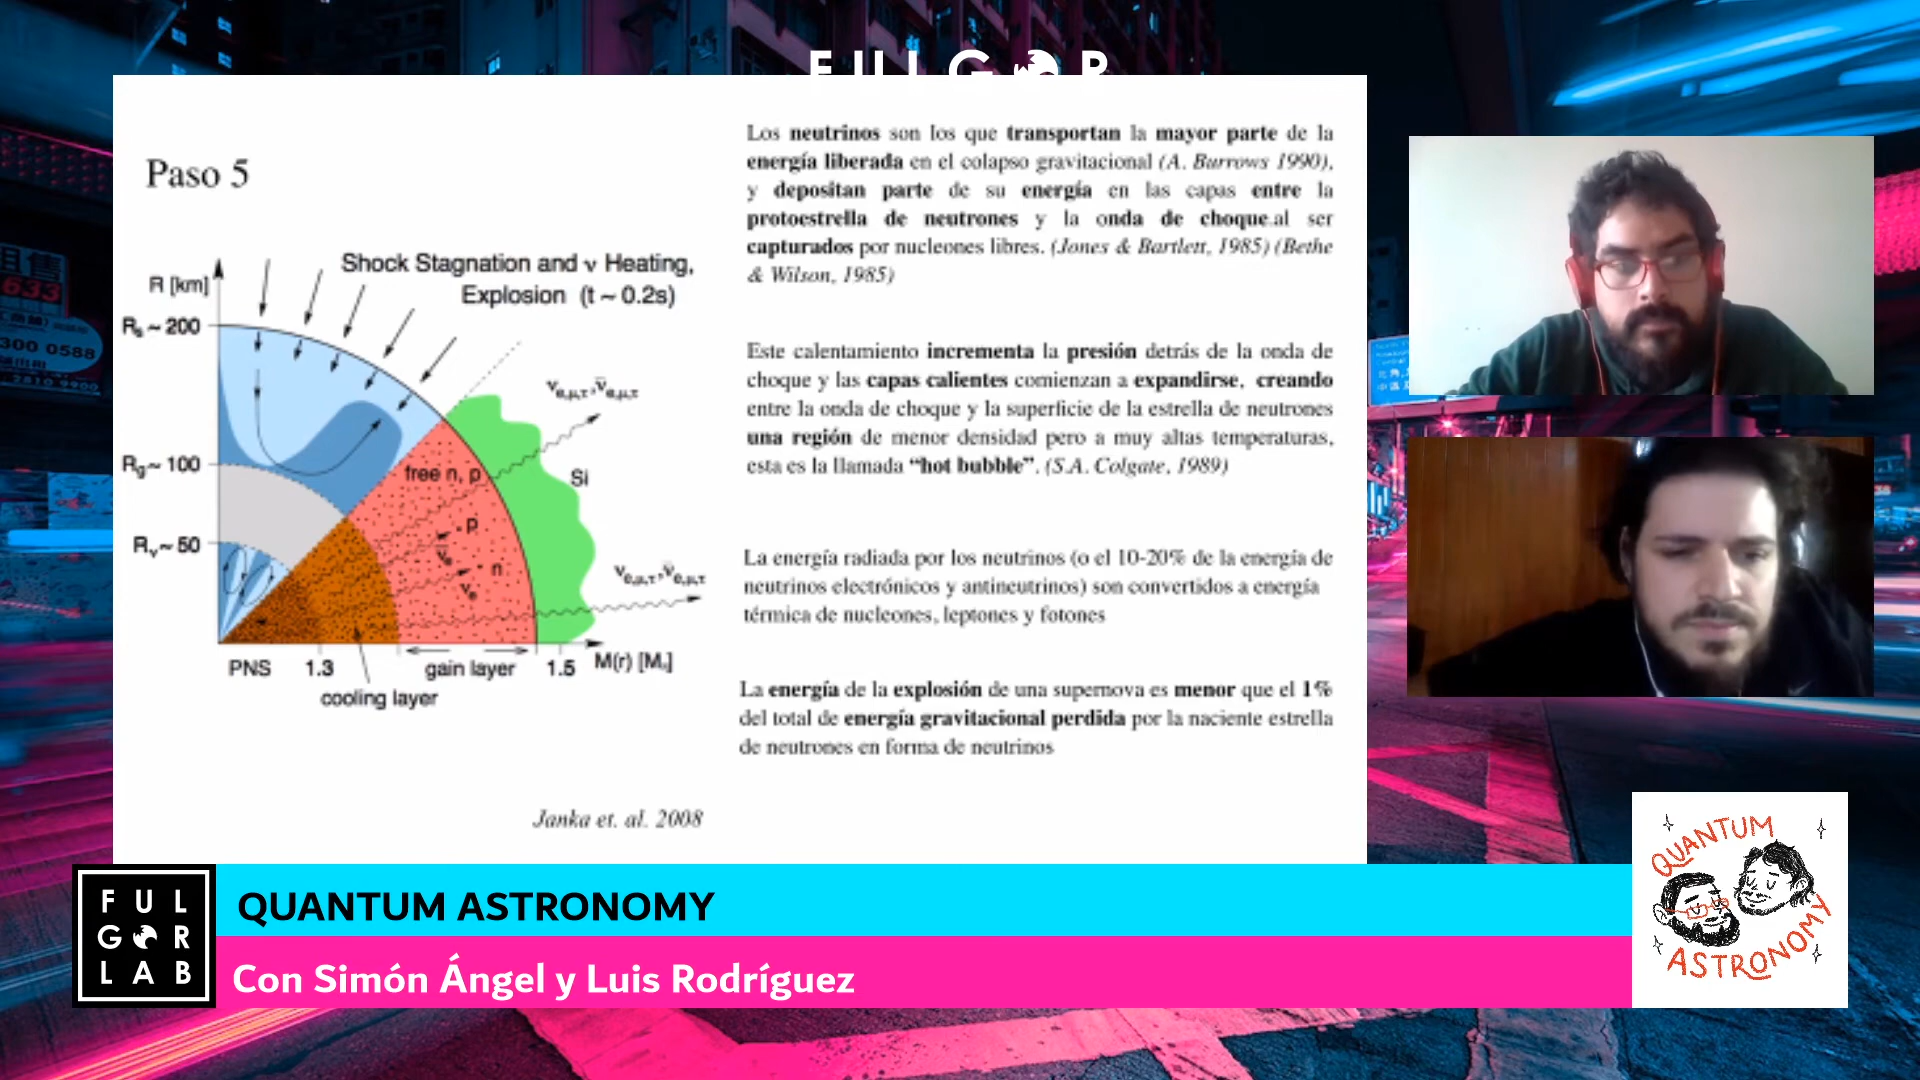 FULGOR
Paso 5
Los neutrinos son los que transportan la mayor parte de la
energía liberada en el colapso gravitacional (A. Burrows 1990),
y depositan parte de su energía en las capas entre la
protoestrella de neutrones y la onda de choque.al ser
capturados por nucleones libres. (Jones & Bartlett, 1985) (Bethe
& Wilson, 1985)
Este calentamiento incrementa la presión detrás de la onda de
choque y las capas calientes comienzan a expandirse, creando
entre la onda de choque y la superficie de la estrella de neutrones
una región de menor densidad pero a muy altas temperaturas,
esta es la llamada “hot bubble”. (S.A. Colgate, 1989)
La energía radiada por los neutrinos (o el 10-20% de la energía de
neutrinos electrónicos y antineutrinos) son convertidos a energía
térmica de nucleones, leptones y fotones
La energía de la explosión de una supernova es menor que el 1%
del total de energía gravitacional perdida por la naciente estrella
de neutrones en forma de neutrinos
Shock Stagnation and ν Heating,
Explosion (t ~ 0.2s)
R [km]
Rs ~ 200
Rg ~ 100
Rν ~ 50
νe,μ,τ, ν̄e,μ,τ
Si
free n, p
p
ν̄e
n
νe
νe,μ,τ, ν̄e,μ,τ
PNS
1.3
gain layer
1.5
M(r) [M☉]
cooling layer
Janka et. al. 2008
633
300 0588
2810 9900
FUL
GOR
LAB
QUANTUM ASTRONOMY
Con Simón Ángel y Luis Rodríguez
QUANTUM
ASTRONOMY